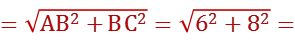 = √(AB² + BC²) = √(6² + 8²) =